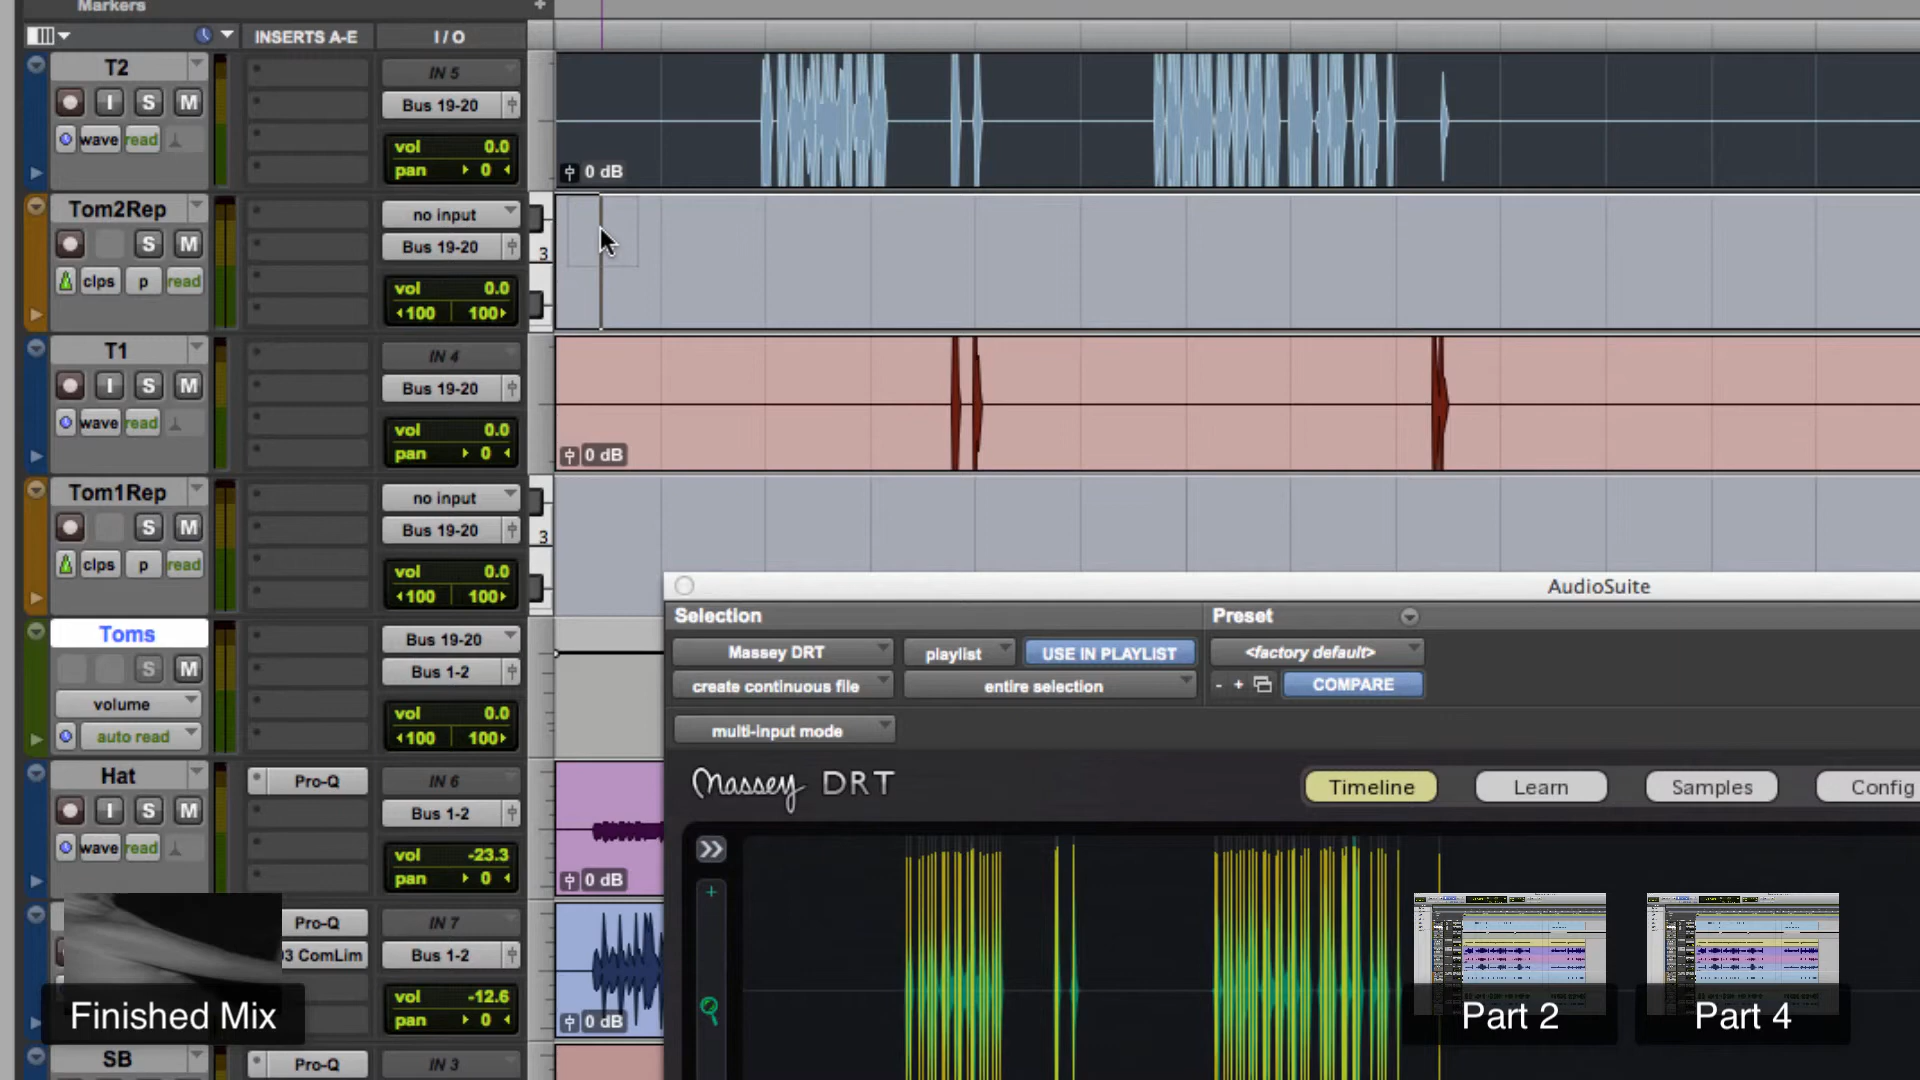 Markers
INSERTS A-E
I / O
T2
I S M
wave read
IN 5
Bus 19-20
vol 0.0
pan 0
0 dB
Tom2Rep
S M
clps p read
no input
Bus 19-20
vol 0.0
100 100
3
T1
I S M
wave read
IN 4
Bus 19-20
vol 0.0
pan 0
0 dB
Tom1Rep
S M
clps p read
no input
Bus 19-20
vol 0.0
100 100
3
Toms
S M
volume
auto read
Bus 19-20
Bus 1-2
vol 0.0
100 100
AudioSuite
Selection
Preset
Massey DRT
playlist
USE IN PLAYLIST
<factory default>
create continuous file
entire selection
- +
COMPARE
multi-input mode
Massey DRT
Timeline
Learn
Samples
Config
Hat
I S M
wave read
Pro-Q
IN 6
Bus 1-2
vol -23.3
pan 0
0 dB
Pro-Q
ComLim
IN 7
Bus 1-2
vol -12.6
pan 0
0 dB
Finished Mix
Part 2
Part 4
SB
Pro-Q
IN 3